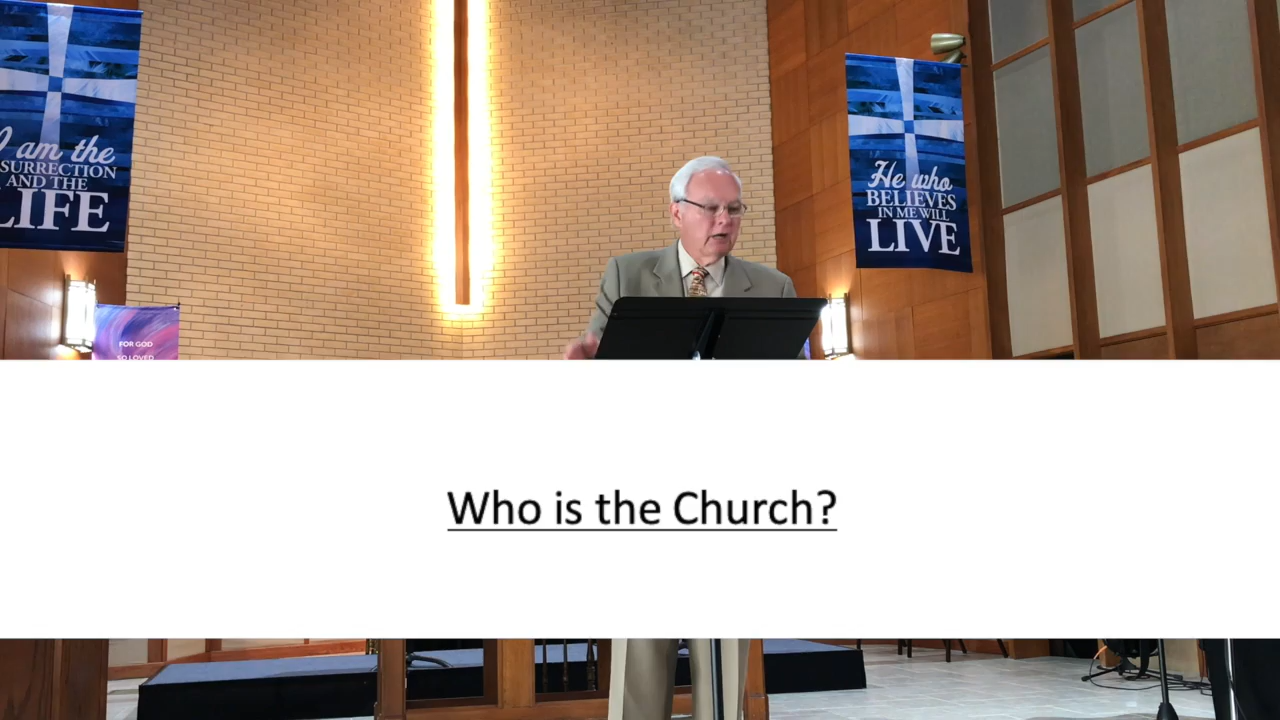 I am the
SURRECTION
AND THE
LIFE
He who
BELIEVES
IN ME WILL
LIVE
FOR GOD
SO LOVED
Who is the Church?